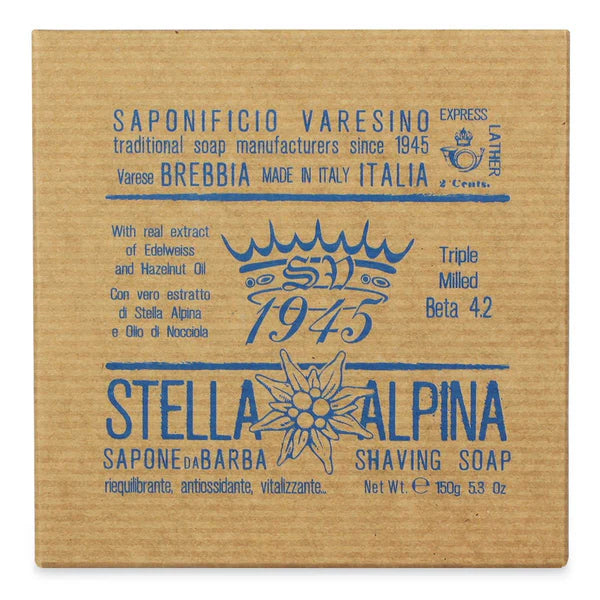 SAPONIFICIO VARESINO
traditional soap manufacturers since 1945
Varese BREBBIA MADE IN ITALY ITALIA
EXPRESS
LATHER
2 Cents.
With real extract
of Edelweiss
and Hazelnut Oil
Con vero estratto
di Stella Alpina
e Olio di Nocciola
SV
1945
Triple
Milled
Beta 4.2
STELLA ALPINA
SAPONE DA BARBA SHAVING SOAP
riequilibrante, antiossidante, vitalizzante... Net Wt. ℮ 150g. 5.3 Oz